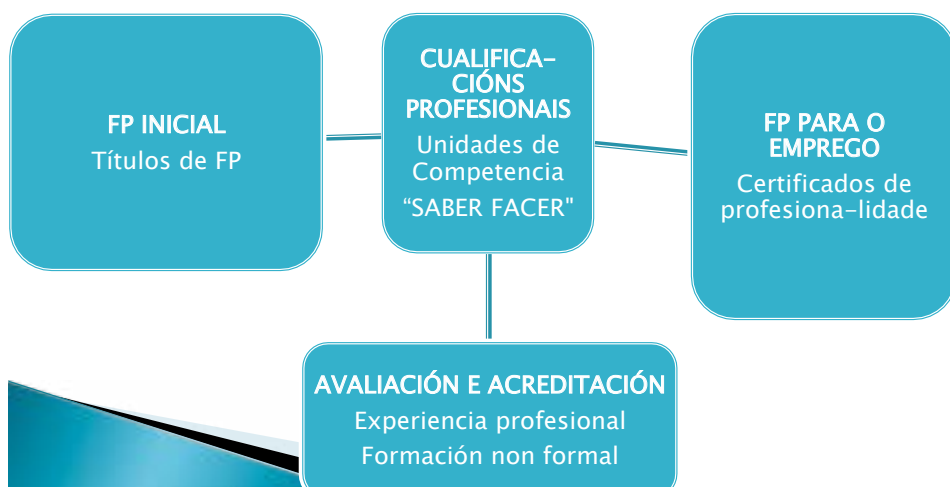 FP INICIAL
Títulos de FP
CUALIFICA-
CIÓNS
PROFESIONAIS
Unidades de
Competencia
“SABER FACER"
FP PARA O
EMPREGO
Certificados de
profesiona-lidade
AVALIACIÓN E ACREDITACIÓN
Experiencia profesional
Formación non formal